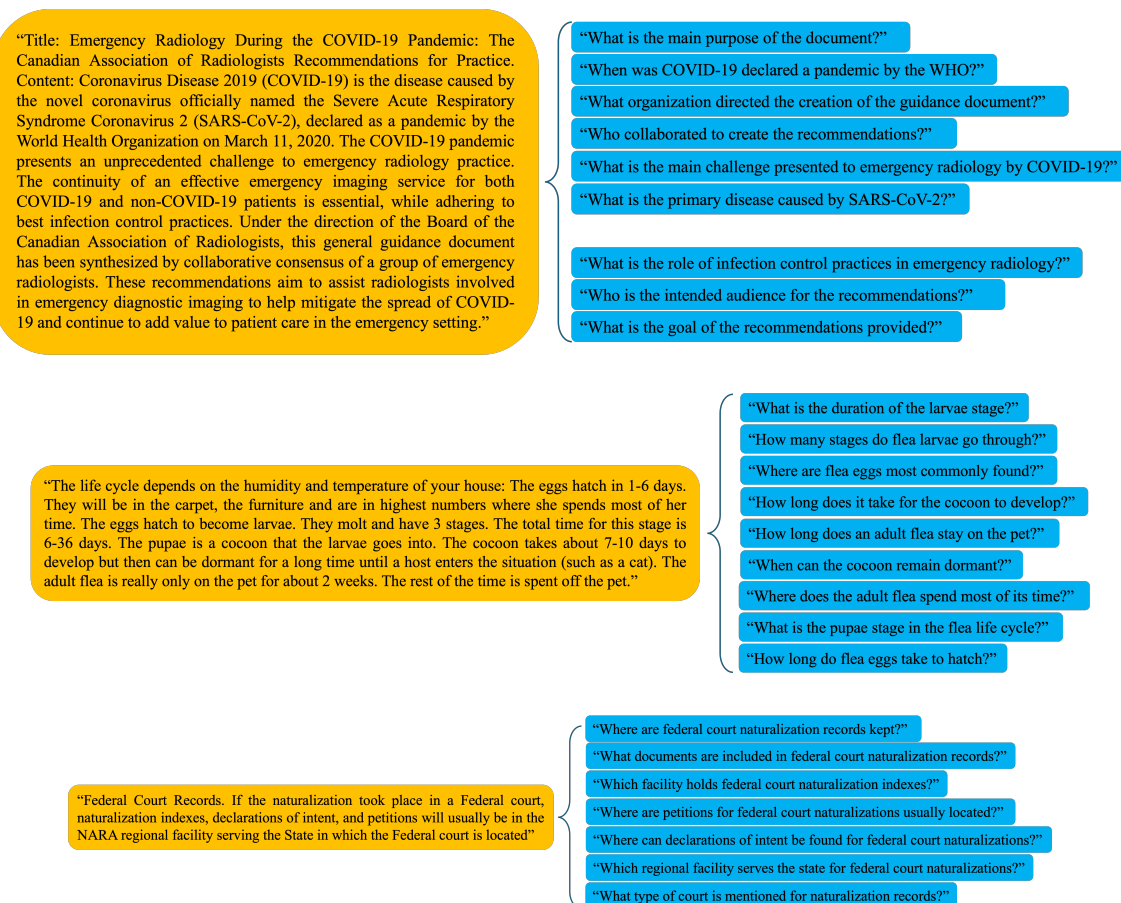 “Title: Emergency Radiology During the COVID-19 Pandemic: The
Canadian Association of Radiologists Recommendations for Practice.
Content: Coronavirus Disease 2019 (COVID-19) is the disease caused by
the novel coronavirus officially named the Severe Acute Respiratory
Syndrome Coronavirus 2 (SARS-CoV-2), declared as a pandemic by the
World Health Organization on March 11, 2020. The COVID-19 pandemic
presents an unprecedented challenge to emergency radiology practice.
The continuity of an effective emergency imaging service for both
COVID-19 and non-COVID-19 patients is essential, while adhering to
best infection control practices. Under the direction of the Board of the
Canadian Association of Radiologists, this general guidance document
has been synthesized by collaborative consensus of a group of emergency
radiologists. These recommendations aim to assist radiologists involved
in emergency diagnostic imaging to help mitigate the spread of COVID-
19 and continue to add value to patient care in the emergency setting.”
“What is the main purpose of the document?”
“When was COVID-19 declared a pandemic by the WHO?”
“What organization directed the creation of the guidance document?”
“Who collaborated to create the recommendations?”
“What is the main challenge presented to emergency radiology by COVID-19?”
“What is the primary disease caused by SARS-CoV-2?”
“What is the role of infection control practices in emergency radiology?”
“Who is the intended audience for the recommendations?”
“What is the goal of the recommendations provided?”
“The life cycle depends on the humidity and temperature of your house: The eggs hatch in 1-6 days.
They will be in the carpet, the furniture and are in highest numbers where she spends most of her
time. The eggs hatch to become larvae. They molt and have 3 stages. The total time for this stage is
6-36 days. The pupae is a cocoon that the larvae goes into. The cocoon takes about 7-10 days to
develop but then can be dormant for a long time until a host enters the situation (such as a cat). The
adult flea is really only on the pet for about 2 weeks. The rest of the time is spent off the pet.”
“What is the duration of the larvae stage?”
“How many stages do flea larvae go through?”
“Where are flea eggs most commonly found?”
“How long does it take for the cocoon to develop?”
“How long does an adult flea stay on the pet?”
“When can the cocoon remain dormant?”
“Where does the adult flea spend most of its time?”
“What is the pupae stage in the flea life cycle?”
“How long do flea eggs take to hatch?”
“Federal Court Records. If the naturalization took place in a Federal court,
naturalization indexes, declarations of intent, and petitions will usually be in the
NARA regional facility serving the State in which the Federal court is located”
“Where are federal court naturalization records kept?”
“What documents are included in federal court naturalization records?”
“Which facility holds federal court naturalization indexes?”
“Where are petitions for federal court naturalizations usually located?”
“Where can declarations of intent be found for federal court naturalizations?”
“Which regional facility serves the state for federal court naturalizations?”
“What type of court is mentioned for naturalization records?”